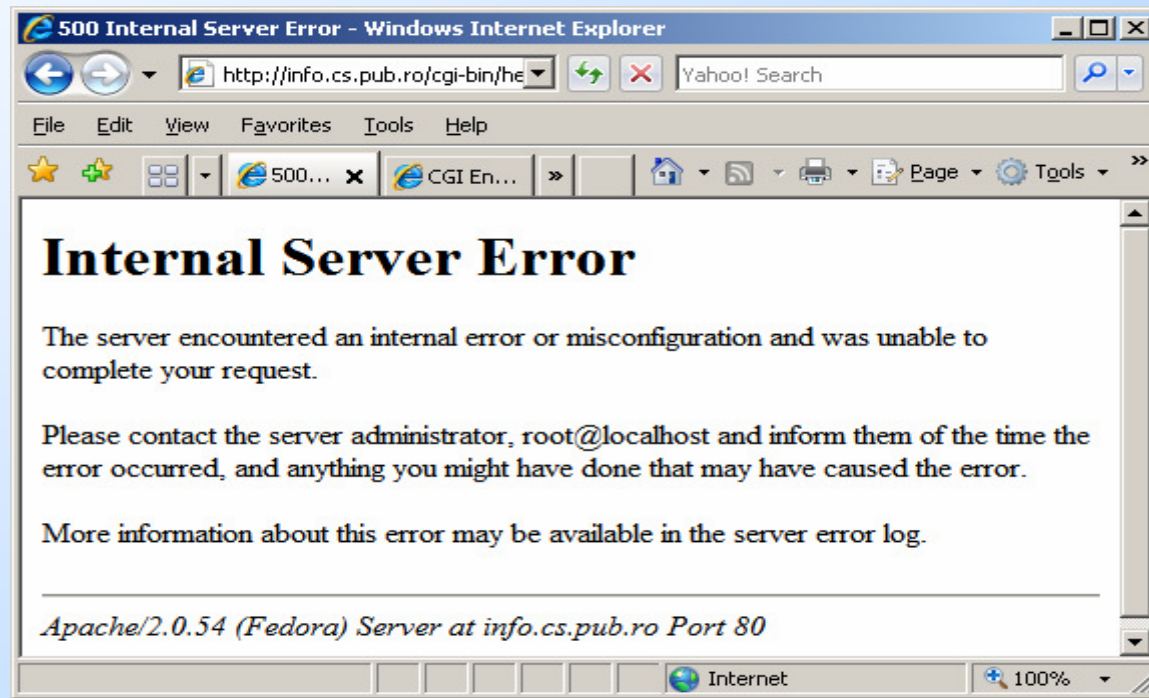 500 Internal Server Error - Windows Internet Explorer
http://info.cs.pub.ro/cgi-bin/he
Yahoo! Search
File Edit View Favorites Tools Help
500... CGI En... » Page Tools »
Internal Server Error
The server encountered an internal error or misconfiguration and was unable to
complete your request.
Please contact the server administrator, root@localhost and inform them of the time the
error occurred, and anything you might have done that may have caused the error.
More information about this error may be available in the server error log.
Apache/2.0.54 (Fedora) Server at info.cs.pub.ro Port 80
Internet 100%